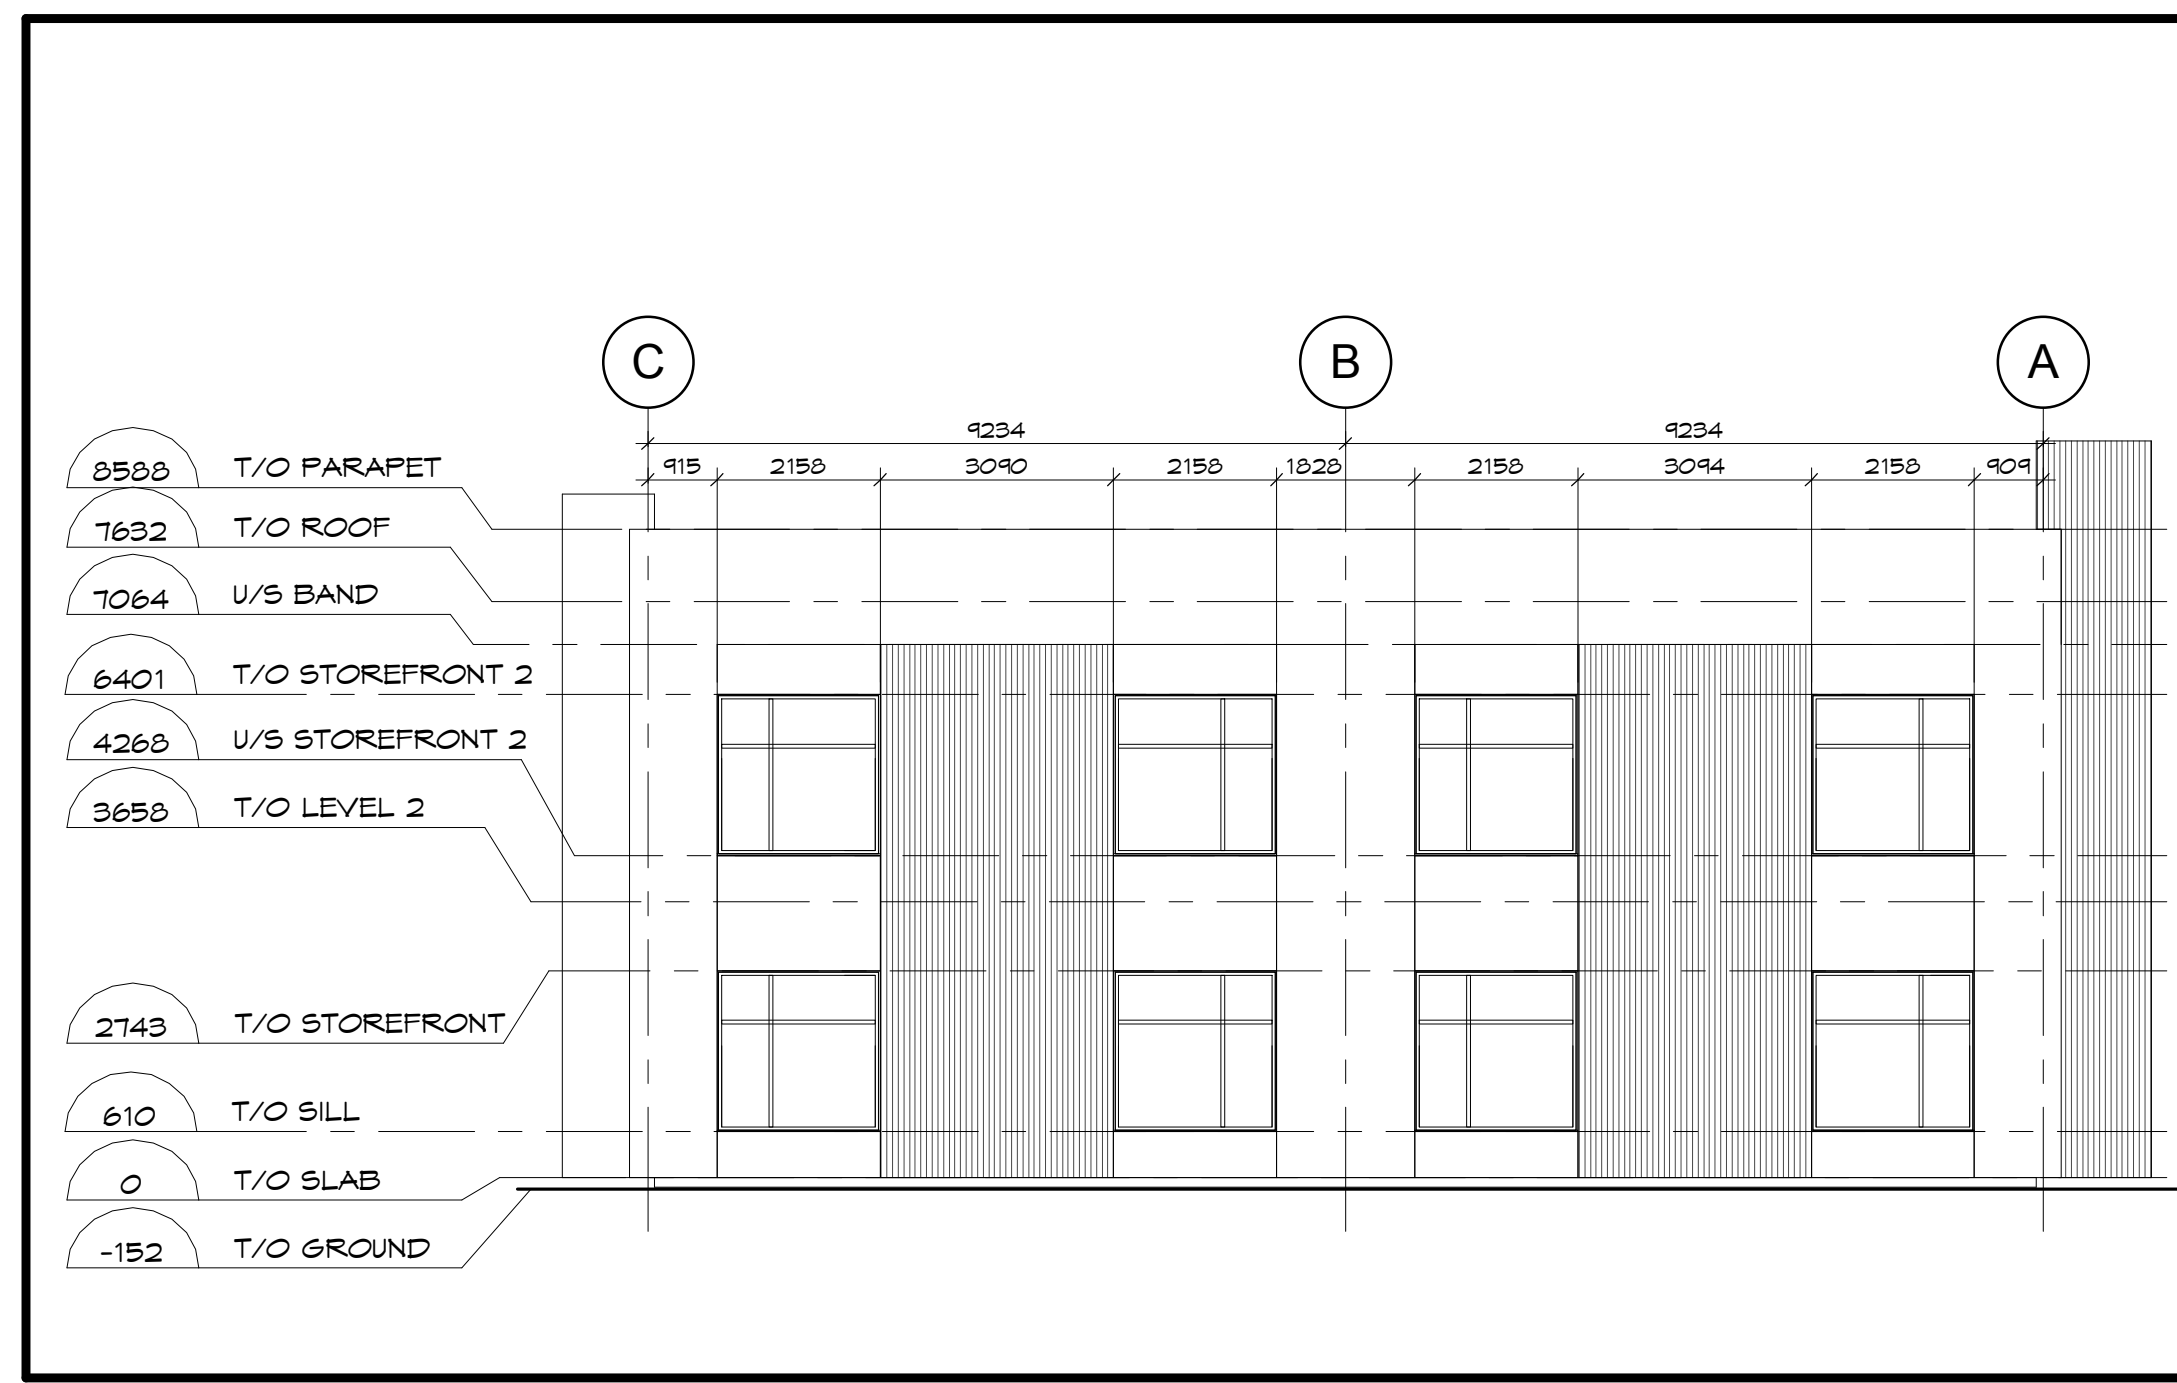 C B A
9234 9234
915 2158 3090 2158 1828 2158 3094 2158 909
8588 T/O PARAPET
7632 T/O ROOF
7064 U/S BAND
6401 T/O STOREFRONT 2
4268 U/S STOREFRONT 2
3658 T/O LEVEL 2
2743 T/O STOREFRONT
610 T/O SILL
0 T/O SLAB
-152 T/O GROUND